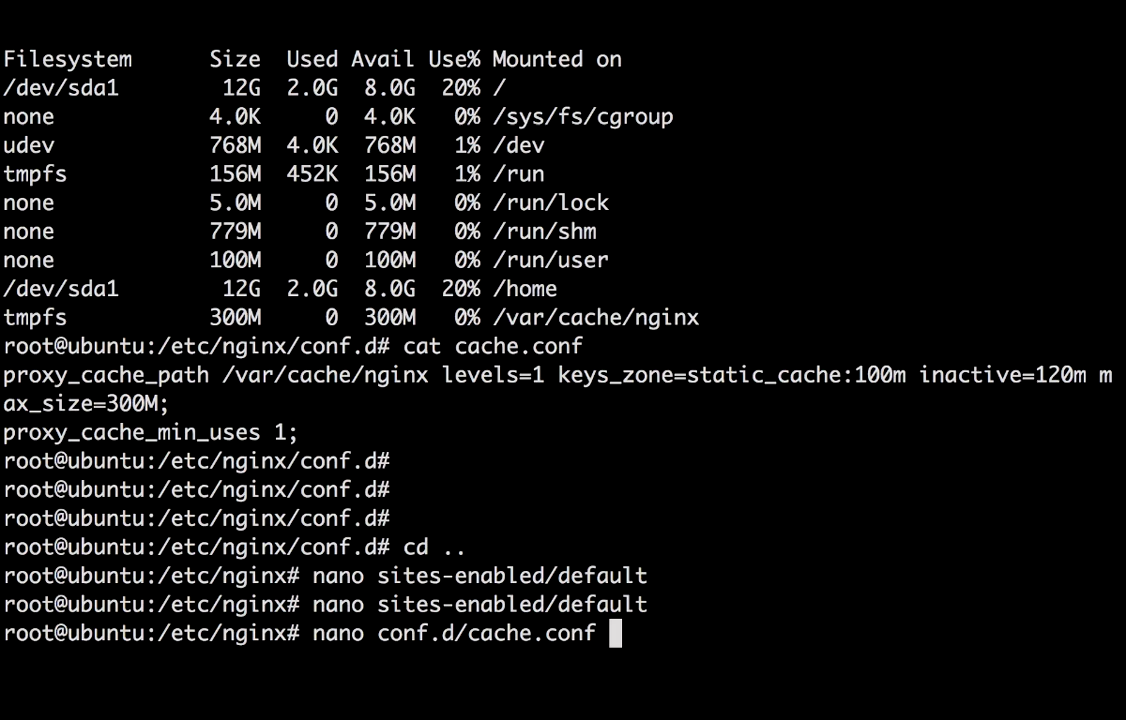 Filesystem      Size  Used Avail Use% Mounted on
/dev/sda1        12G  2.0G  8.0G  20% /
none            4.0K     0  4.0K   0% /sys/fs/cgroup
udev            768M  4.0K  768M   1% /dev
tmpfs           156M  452K  156M   1% /run
none            5.0M     0  5.0M   0% /run/lock
none            779M     0  779M   0% /run/shm
none            100M     0  100M   0% /run/user
/dev/sda1        12G  2.0G  8.0G  20% /home
tmpfs           300M     0  300M   0% /var/cache/nginx
root@ubuntu:/etc/nginx/conf.d# cat cache.conf
proxy_cache_path /var/cache/nginx levels=1 keys_zone=static_cache:100m inactive=120m m
ax_size=300M;
proxy_cache_min_uses 1;
root@ubuntu:/etc/nginx/conf.d#
root@ubuntu:/etc/nginx/conf.d#
root@ubuntu:/etc/nginx/conf.d#
root@ubuntu:/etc/nginx/conf.d# cd ..
root@ubuntu:/etc/nginx# nano sites-enabled/default
root@ubuntu:/etc/nginx# nano sites-enabled/default
root@ubuntu:/etc/nginx# nano conf.d/cache.conf